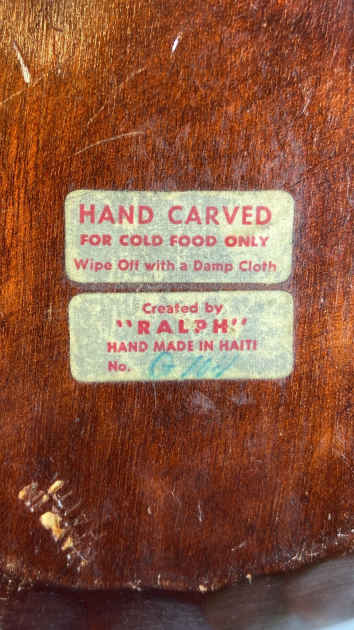 HAND CARVED
FOR COLD FOOD ONLY
Wipe Off with a Damp Cloth
Created by
"RALPH"
HAND MADE IN HAITI
No.